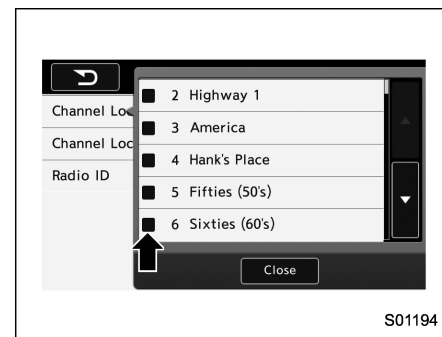 2 Highway 1
Channel Loc
3 America
Channel Loc
4 Hank's Place
Radio ID
5 Fifties (50's)
6 Sixties (60's)
Close
S01194